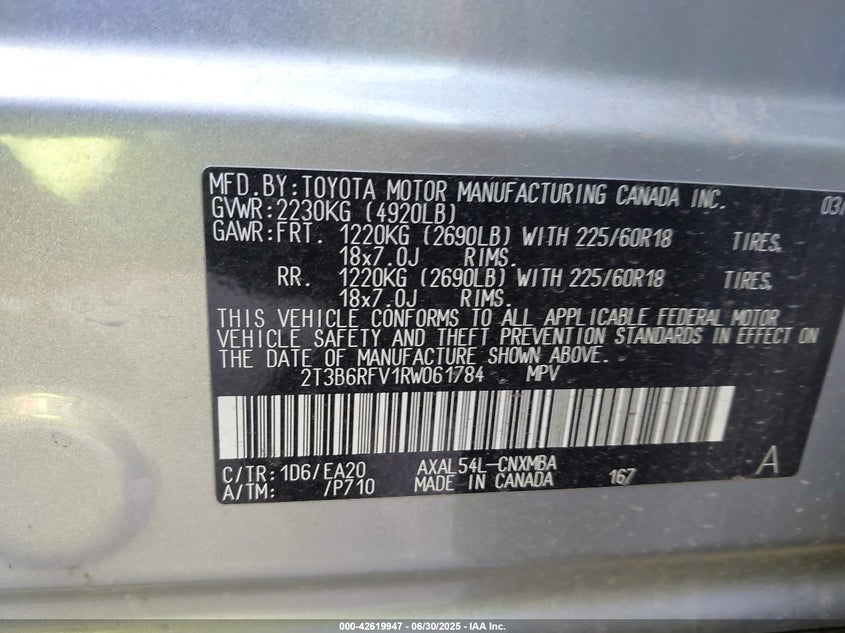 MFD.BY:TOYOTA MOTOR MANUFACTURING CANADA INC. 03/
GVWR:2230KG (4920LB)
GAWR:FRT. 1220KG (2690LB) WITH 225/60R18 TIRES,
18x7.0J RIMS.
RR. 1220KG (2690LB) WITH 225/60R18 TIRES,
18x7.0J RIMS.
THIS VEHICLE CONFORMS TO ALL APPLICABLE FEDERAL MOTOR
VEHICLE SAFETY AND THEFT PREVENTION STANDARDS IN EFFECT ON
THE DATE OF MANUFACTURE SHOWN ABOVE.
2T3B6RFV1RW061784 MPV
C/TR:1D6/EA20 AXAL54L-CNXMBA A
A/TM: /P710 MADE IN CANADA 167
000-42619947 - 06/30/2025 - IAA Inc.